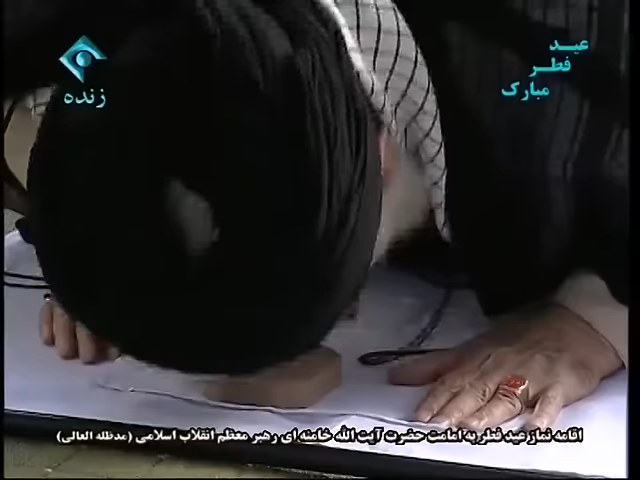 زنده
عید
فطر
مبارک
اقامه نماز عید فطر به امامت حضرت آیت الله خامنه ای رهبر معظم انقلاب اسلامی (مدظله العالی)